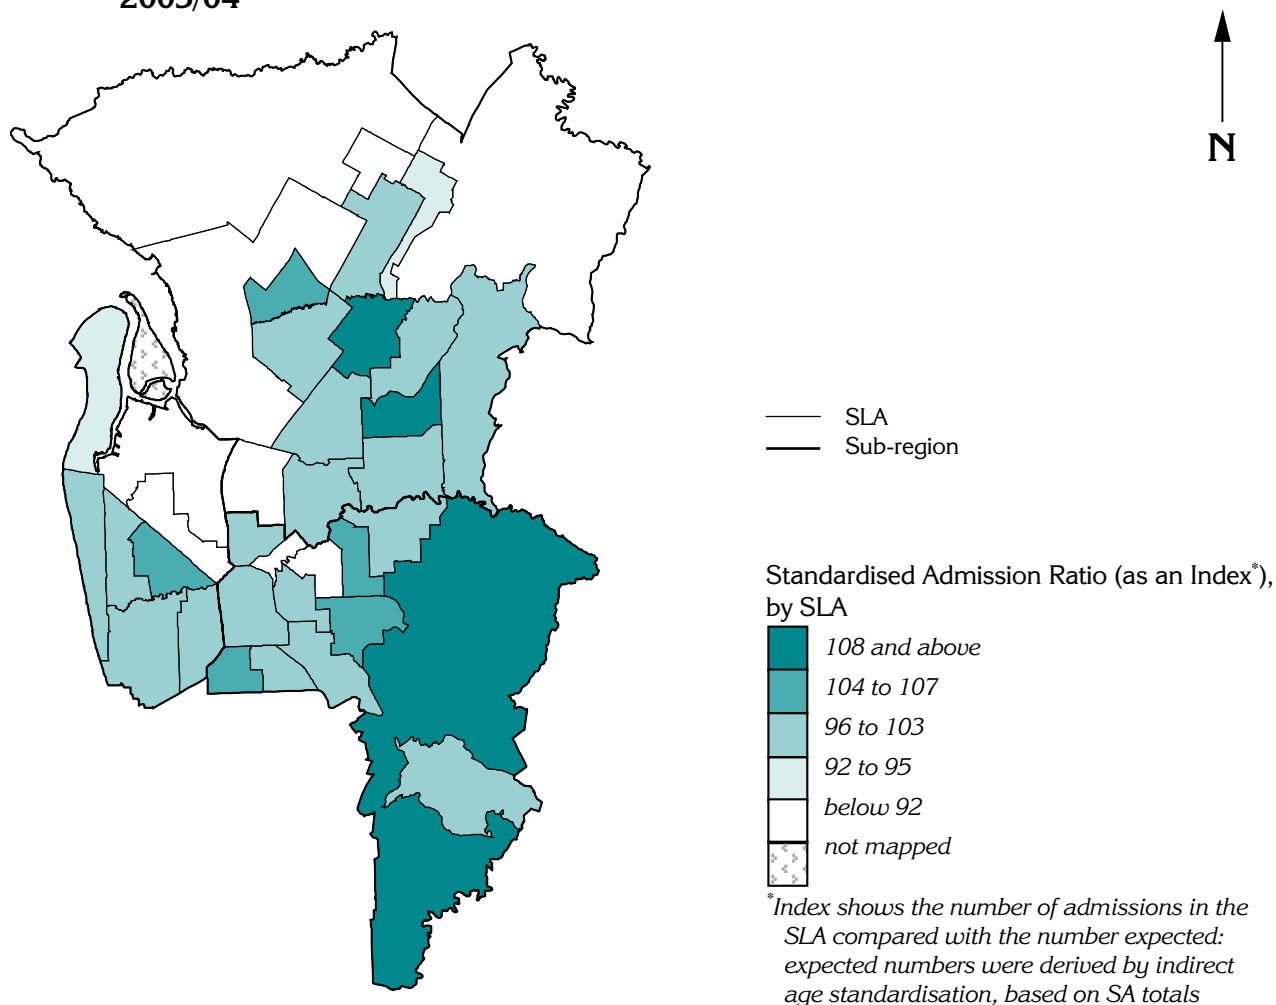 2003/04
N
SLA
Sub-region
Standardised Admission Ratio (as an Index*),
by SLA
108 and above
104 to 107
96 to 103
92 to 95
below 92
not mapped
*Index shows the number of admissions in the
SLA compared with the number expected:
expected numbers were derived by indirect
age standardisation, based on SA totals